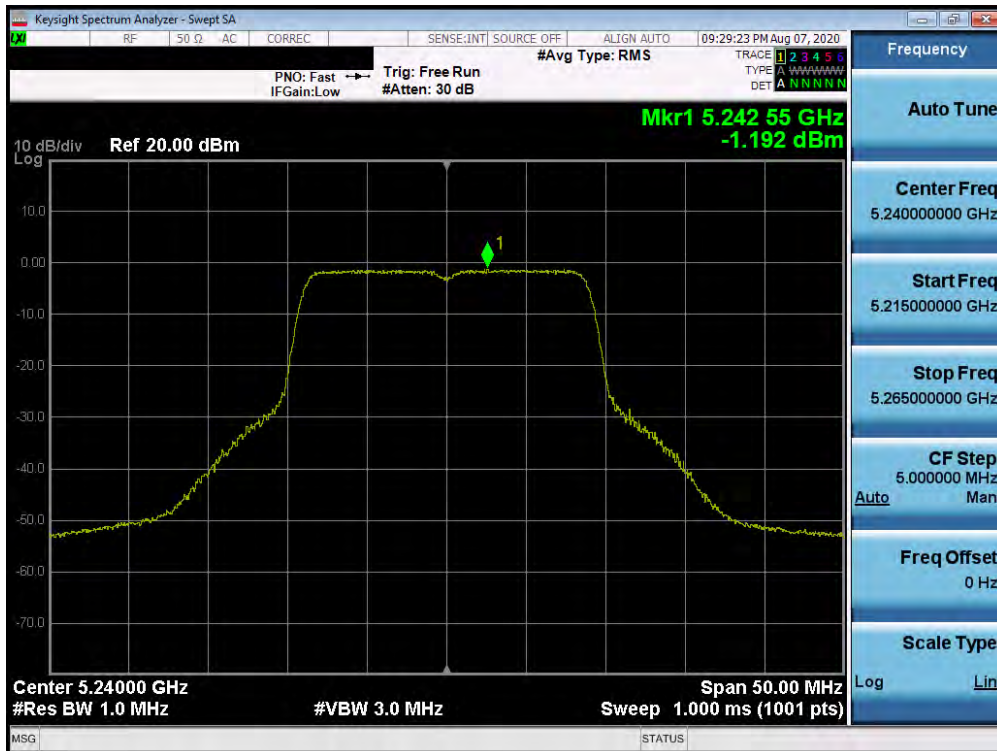 Keysight Spectrum Analyzer - Swept SA
LXI RF 50 Ω AC CORREC SENSE:INT SOURCE OFF ALIGN AUTO 09:29:23 PM Aug 07, 2020
#Avg Type: RMS
TRACE 1 2 3 4 5 6
PNO: Fast Trig: Free Run
TYPE A WWWWW
IFGain:Low #Atten: 30 dB
DET A N N N N N
Mkr1 5.242 55 GHz
-1.192 dBm
10 dB/div Ref 20.00 dBm
Log
10.0
1
0.00
-10.0
-20.0
-30.0
-40.0
-50.0
-60.0
-70.0
Center 5.24000 GHz Span 50.00 MHz
#Res BW 1.0 MHz #VBW 3.0 MHz Sweep 1.000 ms (1001 pts)
MSG STATUS
Frequency
Auto Tune
Center Freq
5.240000000 GHz
Start Freq
5.215000000 GHz
Stop Freq
5.265000000 GHz
CF Step
5.000000 MHz
Auto Man
Freq Offset
0 Hz
Scale Type
Log Lin